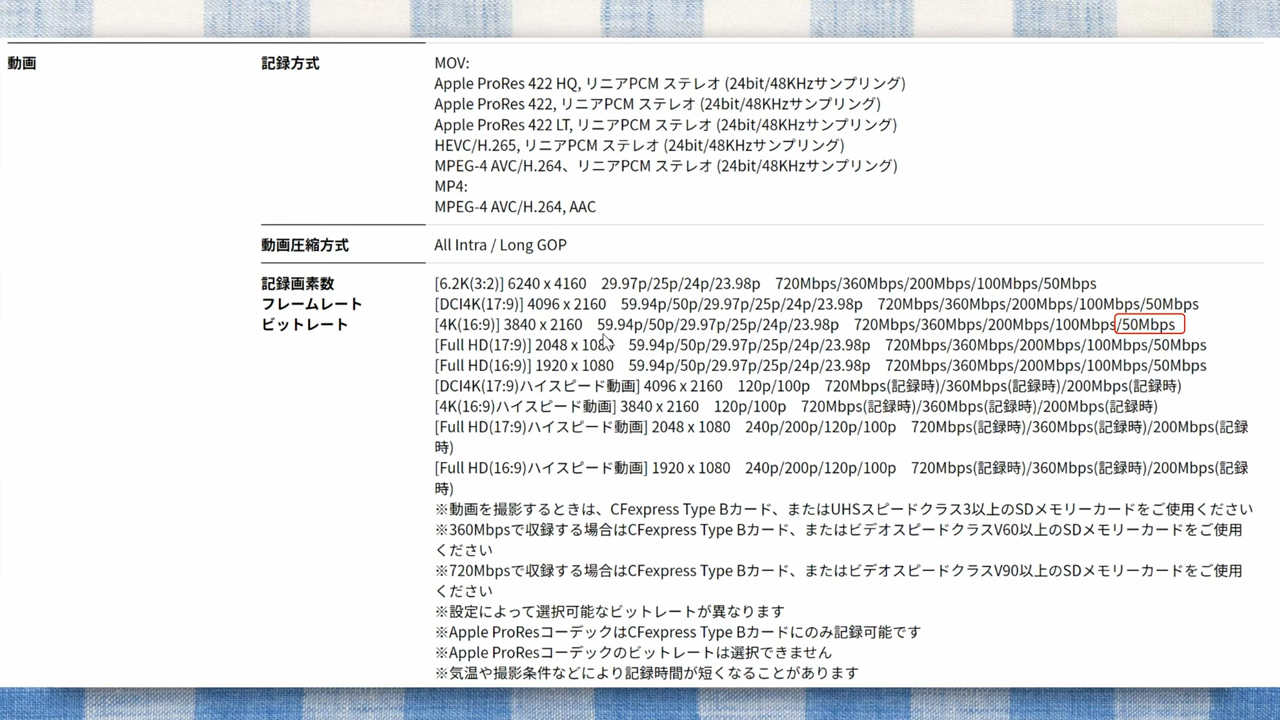 動画
記録方式
MOV:
Apple ProRes 422 HQ, リニアPCM ステレオ (24bit/48KHzサンプリング)
Apple ProRes 422, リニアPCM ステレオ (24bit/48KHzサンプリング)
Apple ProRes 422 LT, リニアPCM ステレオ (24bit/48KHzサンプリング)
HEVC/H.265, リニアPCM ステレオ (24bit/48KHzサンプリング)
MPEG-4 AVC/H.264、リニアPCM ステレオ (24bit/48KHzサンプリング)
MP4:
MPEG-4 AVC/H.264, AAC
動画圧縮方式
All Intra / Long GOP
記録画素数
フレームレート
ビットレート
[6.2K(3:2)] 6240 x 4160　29.97p/25p/24p/23.98p　720Mbps/360Mbps/200Mbps/100Mbps/50Mbps
[DCI4K(17:9)] 4096 x 2160　59.94p/50p/29.97p/25p/24p/23.98p　720Mbps/360Mbps/200Mbps/100Mbps/50Mbps
[4K(16:9)] 3840 x 2160　59.94p/50p/29.97p/25p/24p/23.98p　720Mbps/360Mbps/200Mbps/100Mbps/50Mbps
[Full HD(17:9)] 2048 x 1080　59.94p/50p/29.97p/25p/24p/23.98p　720Mbps/360Mbps/200Mbps/100Mbps/50Mbps
[Full HD(16:9)] 1920 x 1080　59.94p/50p/29.97p/25p/24p/23.98p　720Mbps/360Mbps/200Mbps/100Mbps/50Mbps
[DCI4K(17:9)ハイスピード動画] 4096 x 2160　120p/100p　720Mbps(記録時)/360Mbps(記録時)/200Mbps(記録時)
[4K(16:9)ハイスピード動画] 3840 x 2160　120p/100p　720Mbps(記録時)/360Mbps(記録時)/200Mbps(記録時)
[Full HD(17:9)ハイスピード動画] 2048 x 1080　240p/200p/120p/100p　720Mbps(記録時)/360Mbps(記録時)/200Mbps(記録
時)
[Full HD(16:9)ハイスピード動画] 1920 x 1080　240p/200p/120p/100p　720Mbps(記録時)/360Mbps(記録時)/200Mbps(記録
時)
※動画を撮影するときは、CFexpress Type Bカード、またはUHSスピードクラス3以上のSDメモリーカードをご使用ください
※360Mbpsで収録する場合はCFexpress Type Bカード、またはビデオスピードクラスV60以上のSDメモリーカードをご使用
ください
※720Mbpsで収録する場合はCFexpress Type Bカード、またはビデオスピードクラスV90以上のSDメモリーカードをご使用
ください
※設定によって選択可能なビットレートが異なります
※Apple ProResコーデックはCFexpress Type Bカードにのみ記録可能です
※Apple ProResコーデックのビットレートは選択できません
※気温や撮影条件などにより記録時間が短くなることがあります